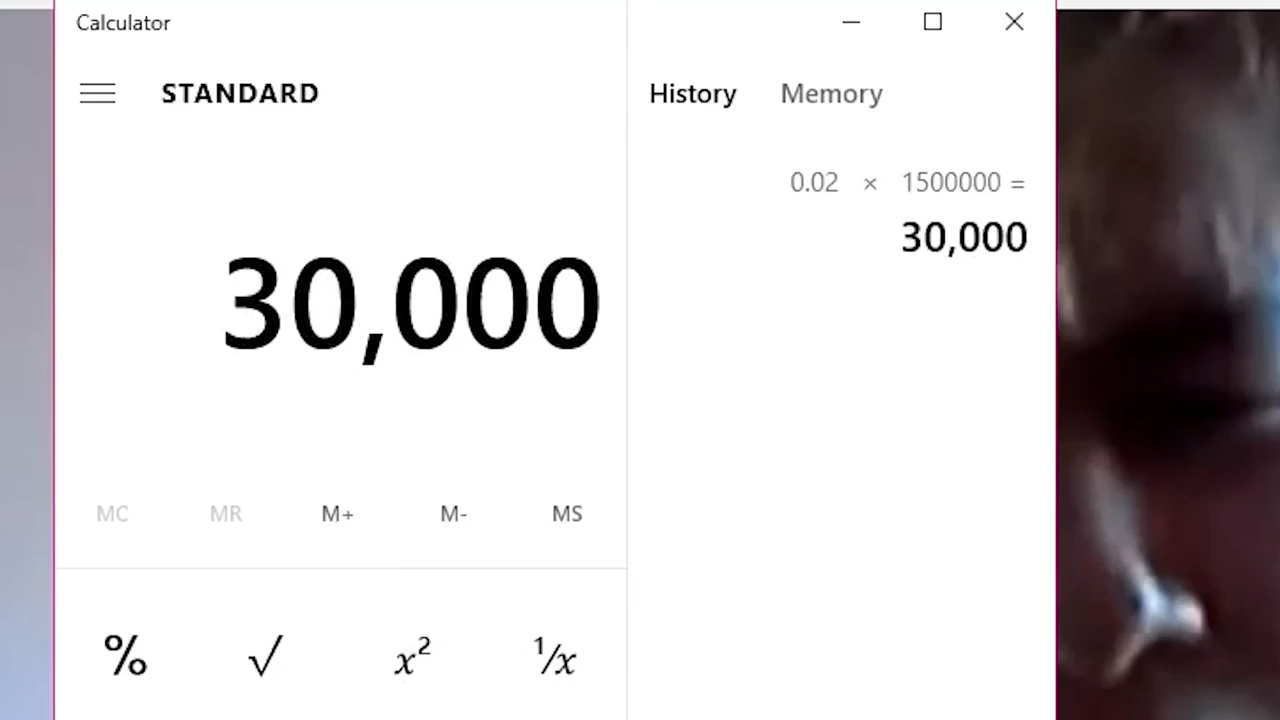 Calculator
STANDARD
History Memory
0.02 × 1500000 =
30,000
30,000
MC MR M+ M- MS
% √ x² ¹/x